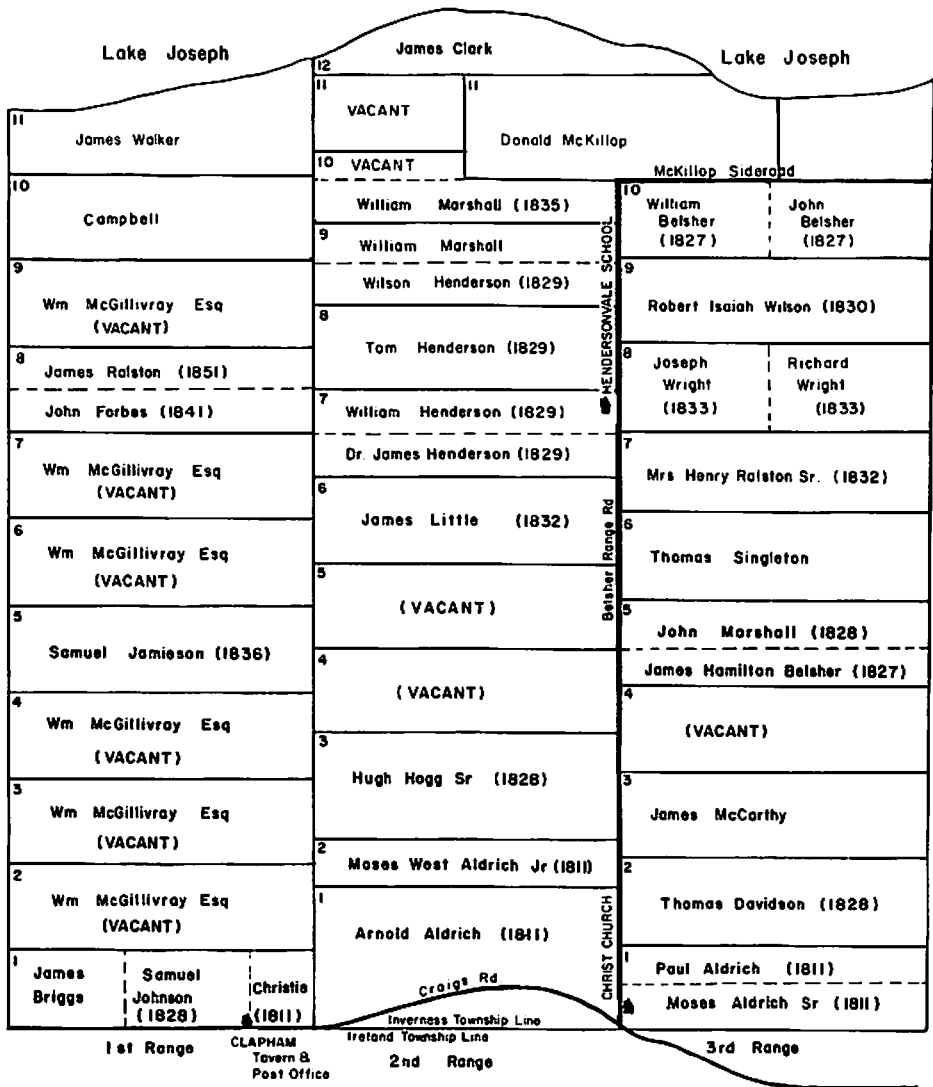 Lake Joseph
James Clark
Lake Joseph
12
11
James Walker
10
Campbell
9
Wm McGillivray Esq
(VACANT)
8
James Ralston (1851)
John Forbes (1841)
7
Wm McGillivray Esq
(VACANT)
6
Wm McGillivray Esq
(VACANT)
5
Samuel Jamieson (1836)
4
Wm McGillivray Esq
(VACANT)
3
Wm McGillivray Esq
(VACANT)
2
Wm McGillivray Esq
(VACANT)
1
James
Briggs
Samuel
Johnson
(1828)
Christie
(1811)
1st Range
CLAPHAM
Tavern &
Post Office
11
VACANT
11
Donald McKillop
10
VACANT
McKillop Sideroad
William Marshall (1835)
9
William Marshall
Wilson Henderson (1829)
8
Tom Henderson (1829)
7
William Henderson (1829)
Dr. James Henderson (1829)
6
James Little (1832)
5
(VACANT)
4
(VACANT)
3
Hugh Hogg Sr (1828)
2
Moses West Aldrich Jr (1811)
1
Arnold Aldrich (1811)
Craigs Rd
Inverness Township Line
Ireland Township Line
2nd Range
HENDERSONVALE SCHOOL
Belsher Range Rd
CHRIST CHURCH
10
William
Belsher
(1827)
John
Belsher
(1827)
9
Robert Isaiah Wilson (1830)
8
Joseph
Wright
(1833)
Richard
Wright
(1833)
7
Mrs Henry Ralston Sr. (1832)
6
Thomas Singleton
5
John Marshall (1828)
James Hamilton Belsher (1827)
4
(VACANT)
3
James McCarthy
2
Thomas Davidson (1828)
1
Paul Aldrich (1811)
Moses Aldrich Sr (1811)
3rd Range